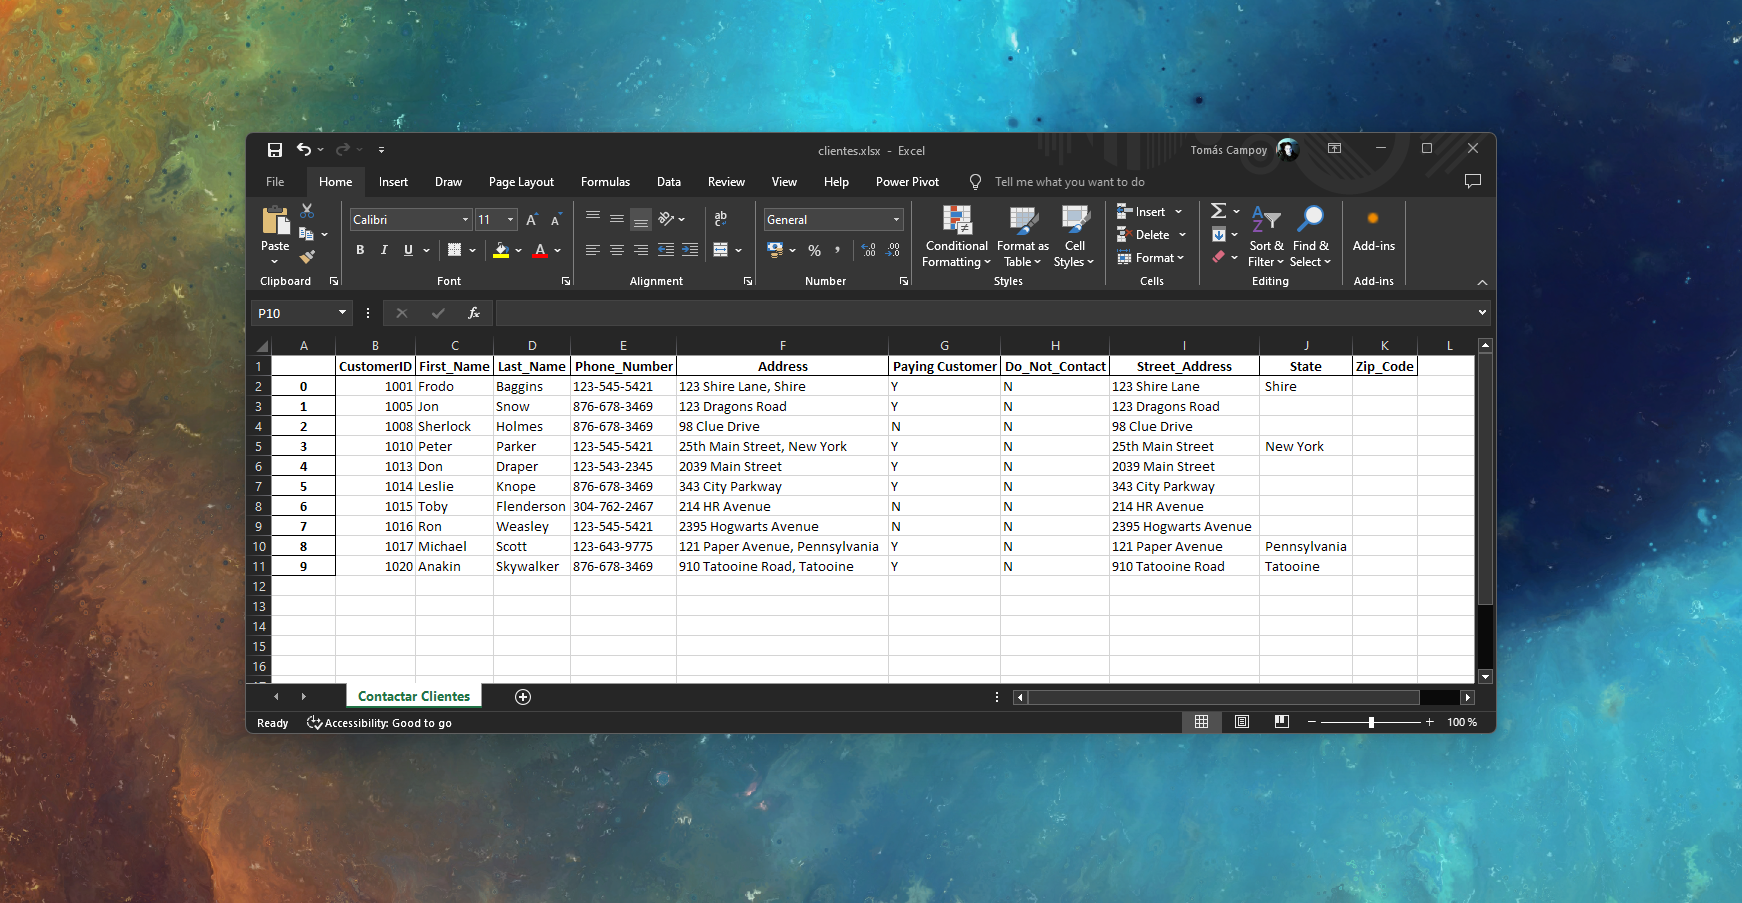 clientes.xlsx - Excel
Tomás Campoy
File Home Insert Draw Page Layout Formulas Data Review View Help Power Pivot Tell me what you want to do
Paste
Clipboard
Calibri 11
B I U A
Font
ab
Alignment
General
% ,
Number
Conditional Formatting
Format as Table
Cell Styles
Styles
Insert
Delete
Format
Cells
Sort & Filter
Find & Select
Editing
Add-ins
Add-ins
P10 fx
A B C D E F G H I J K L
1 CustomerID First_Name Last_Name Phone_Number Address Paying Customer Do_Not_Contact Street_Address State Zip_Code
2 0 1001 Frodo Baggins 123-545-5421 123 Shire Lane, Shire Y N 123 Shire Lane Shire
3 1 1005 Jon Snow 876-678-3469 123 Dragons Road Y N 123 Dragons Road
4 2 1008 Sherlock Holmes 876-678-3469 98 Clue Drive N N 98 Clue Drive
5 3 1010 Peter Parker 123-545-5421 25th Main Street, New York Y N 25th Main Street New York
6 4 1013 Don Draper 123-543-2345 2039 Main Street Y N 2039 Main Street
7 5 1014 Leslie Knope 876-678-3469 343 City Parkway Y N 343 City Parkway
8 6 1015 Toby Flenderson 304-762-2467 214 HR Avenue N N 214 HR Avenue
9 7 1016 Ron Weasley 123-545-5421 2395 Hogwarts Avenue N N 2395 Hogwarts Avenue
10 8 1017 Michael Scott 123-643-9775 121 Paper Avenue, Pennsylvania Y N 121 Paper Avenue Pennsylvania
11 9 1020 Anakin Skywalker 876-678-3469 910 Tatooine Road, Tatooine Y N 910 Tatooine Road Tatooine
12
13
14
15
16
Contactar Clientes
Ready Accessibility: Good to go 100 %